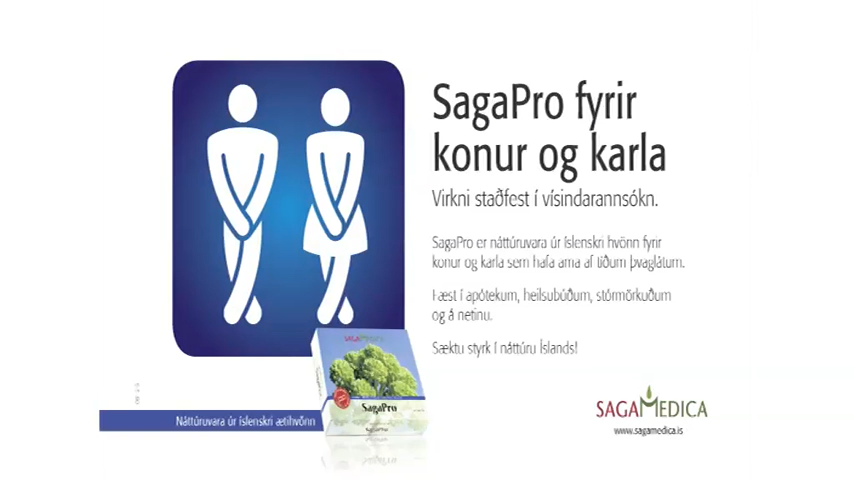 SagaPro fyrir
konur og karla
Virkni staðfest í vísindarannsókn.
SagaPro er náttúruvara úr íslenskri hvönn fyrir
konur og karla sem hafa ama af tíðum þvaglátum.
Fæst í apótekum, heilsubúðum, stórmörkuðum
og á netinu.
Sæktu styrk í náttúru Íslands!
SAGAMEDICA
SagaPro
SagaPro
Náttúruvara úr íslenskri ætihvönn
SAGAMEDICA
www.sagamedica.is